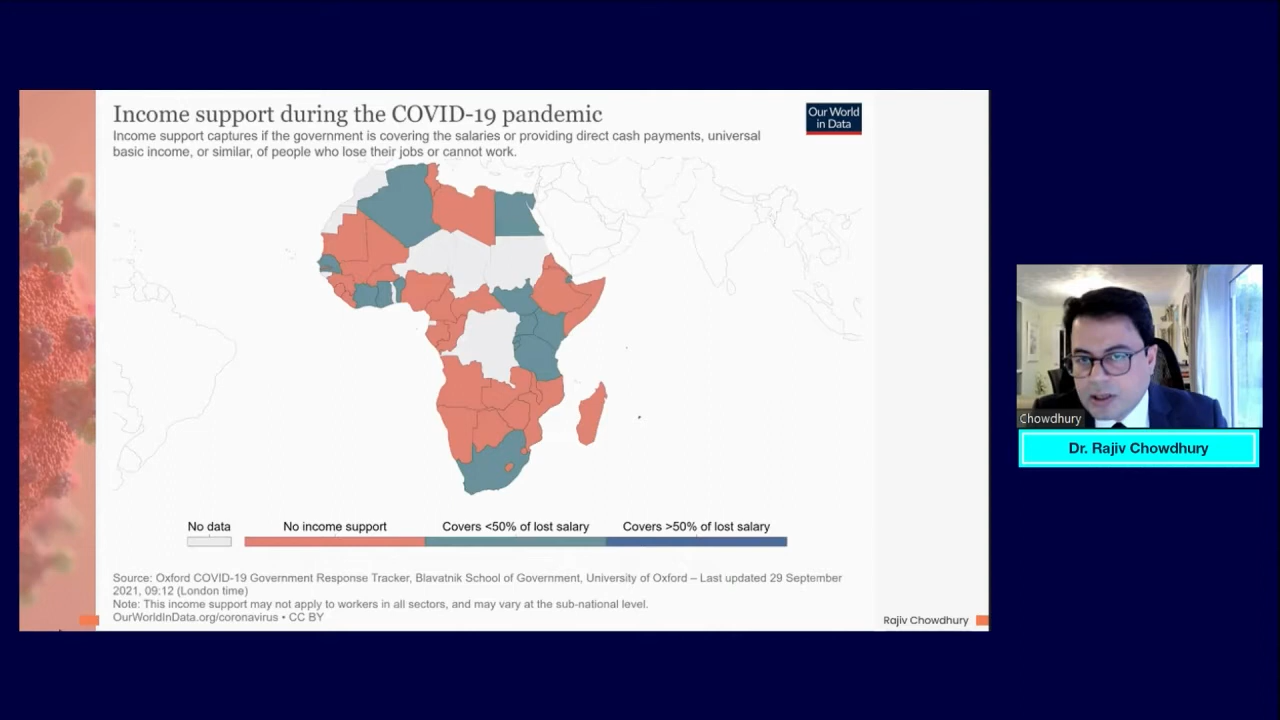 Income support during the COVID-19 pandemic
Our World
in Data
Income support captures if the government is covering the salaries or providing direct cash payments, universal
basic income, or similar, of people who lose their jobs or cannot work.
No data
No income support
Covers <50% of lost salary
Covers >50% of lost salary
Source: Oxford COVID-19 Government Response Tracker, Blavatnik School of Government, University of Oxford – Last updated 29 September
2021, 09:12 (London time)
Note: This income support may not apply to workers in all sectors, and may vary at the sub-national level.
OurWorldInData.org/coronavirus • CC BY
Rajiv Chowdhury
Chowdhury
Dr. Rajiv Chowdhury